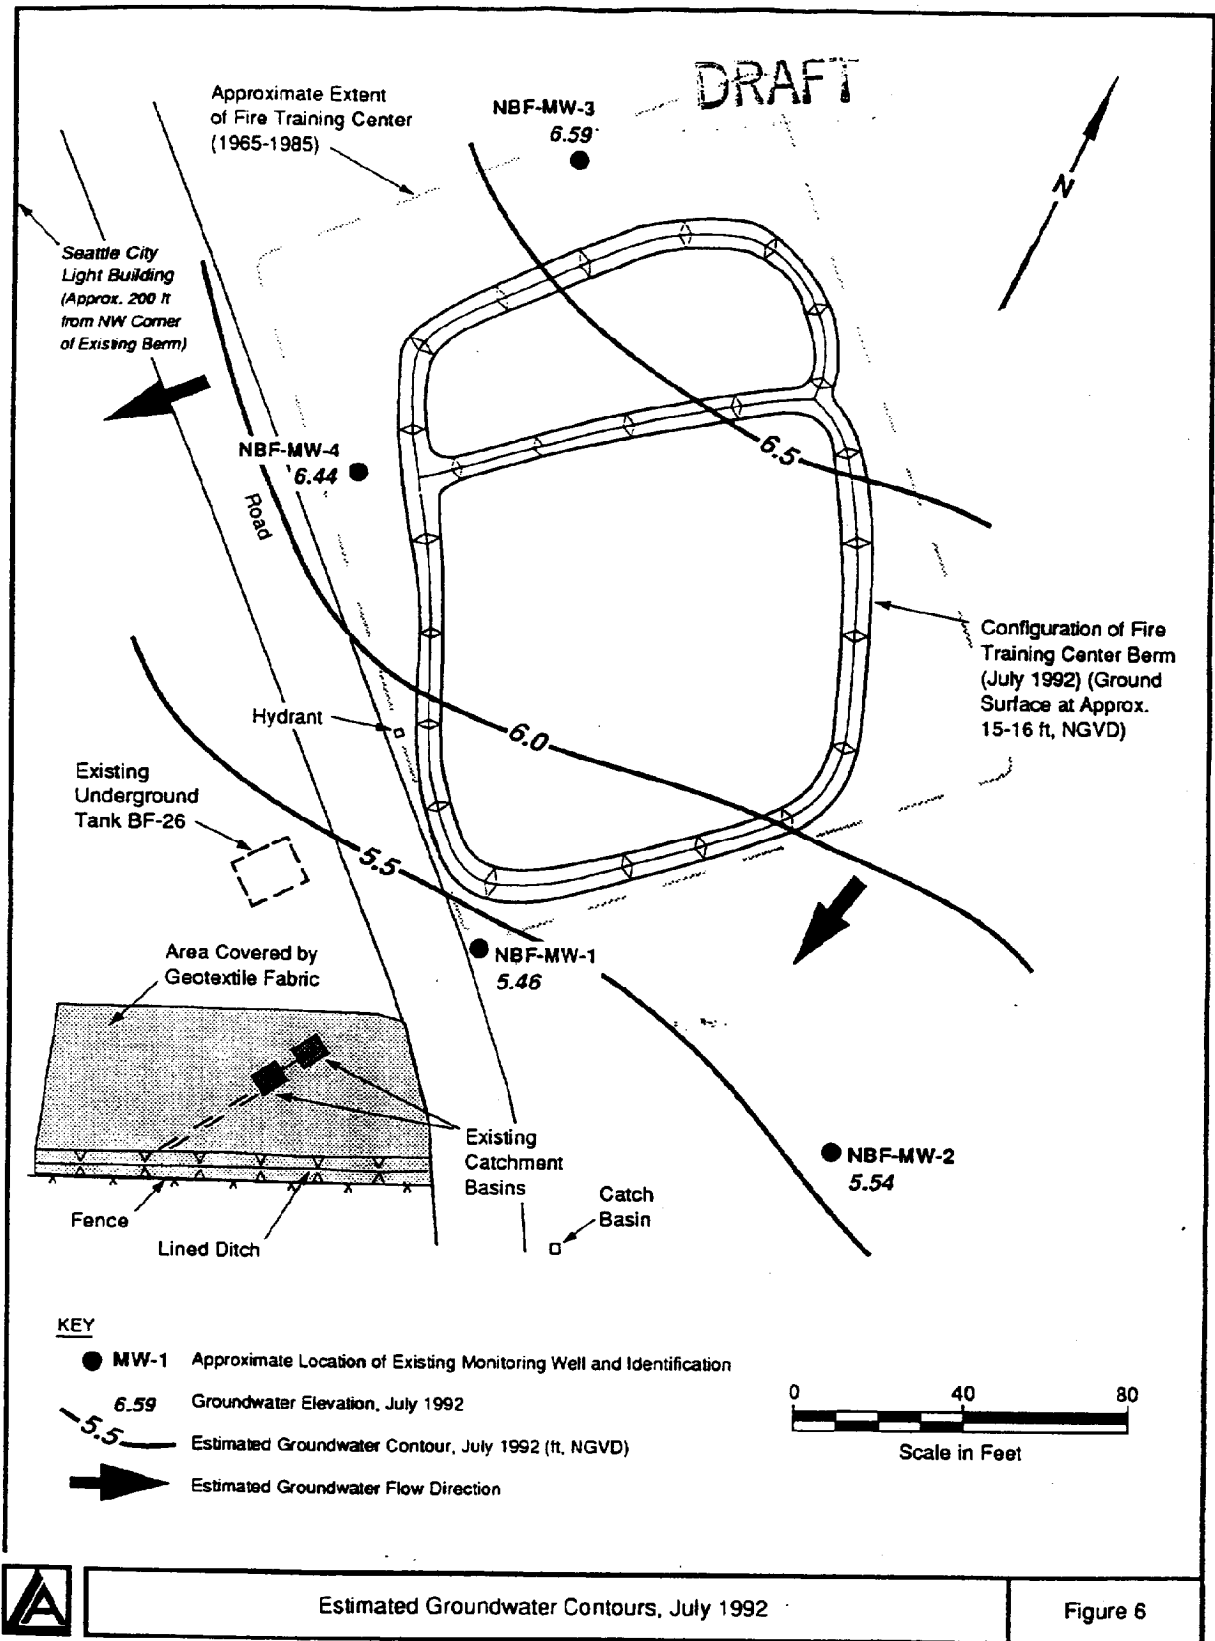 DRAFT
Approximate Extent
of Fire Training Center
(1965-1985)
NBF-MW-3
6.59
N
Seattle City
Light Building
(Approx. 200 ft
from NW Corner
of Existing Berm)
NBF-MW-4
6.44
Road
6.5
Configuration of Fire
Training Center Berm
(July 1992) (Ground
Surface at Approx.
15-16 ft, NGVD)
Hydrant
6.0
Existing
Underground
Tank BF-26
5.5
Area Covered by
Geotextile Fabric
NBF-MW-1
5.46
Existing
Catchment
Basins
NBF-MW-2
5.54
Catch
Basin
Fence
Lined Ditch
KEY
MW-1 Approximate Location of Existing Monitoring Well and Identification
6.59 Groundwater Elevation, July 1992
5.5 Estimated Groundwater Contour, July 1992 (ft, NGVD)
Estimated Groundwater Flow Direction
0 40 80
Scale in Feet
A
Estimated Groundwater Contours, July 1992
Figure 6